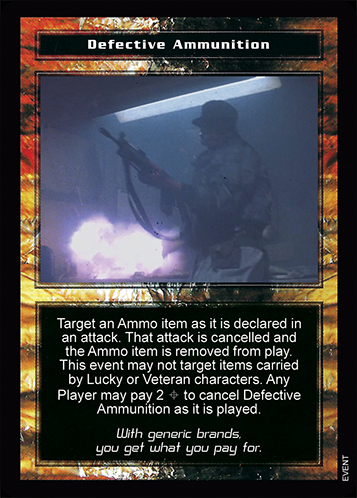 Defective Ammunition
Target an Ammo item as it is declared in
an attack. That attack is cancelled and
the Ammo item is removed from play.
This event may not target items carried
by Lucky or Veteran characters. Any
Player may pay 2 ⌖ to cancel Defective
Ammunition as it is played.
With generic brands,
you get what you pay for.
EVENT